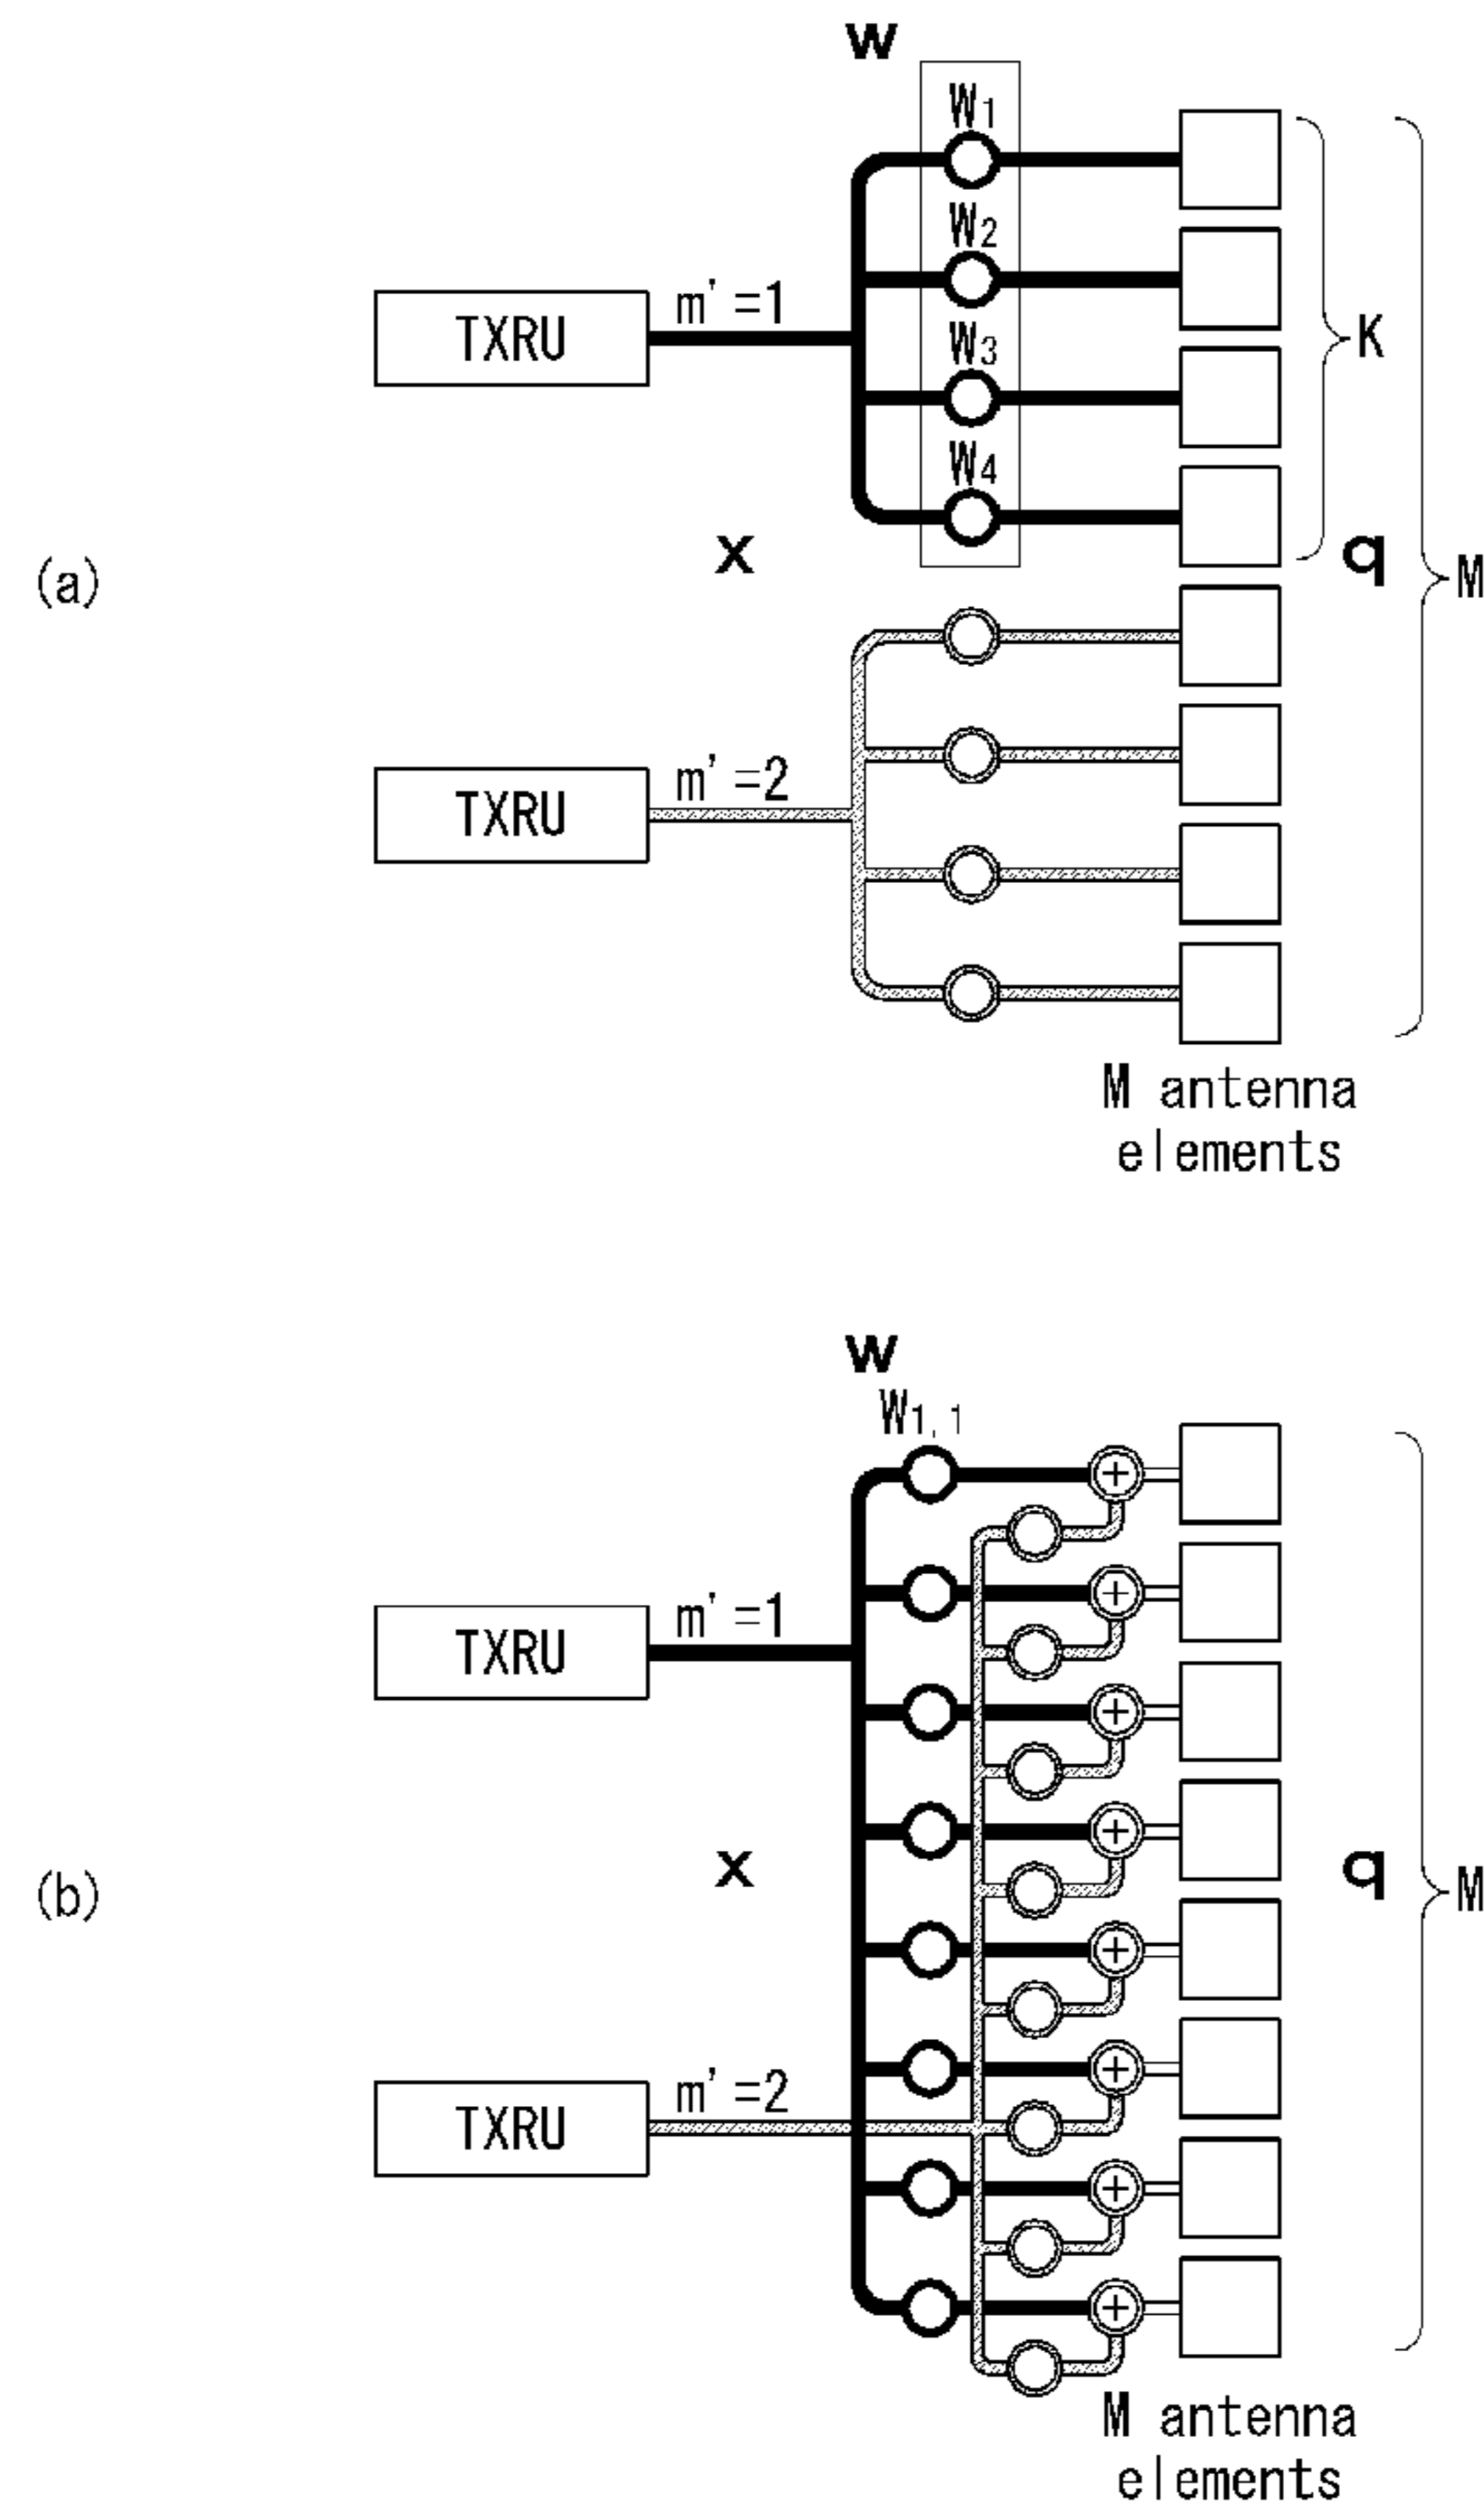 w
W1
W2
m'=1
TXRU
W3
K
W4
x
q
(a)
M
m'=2
TXRU
M antenna
elements
w
W1,1
m'=1
TXRU
x
q
(b)
M
m'=2
TXRU
+
+
+
+
+
+
+
+
M antenna
elements